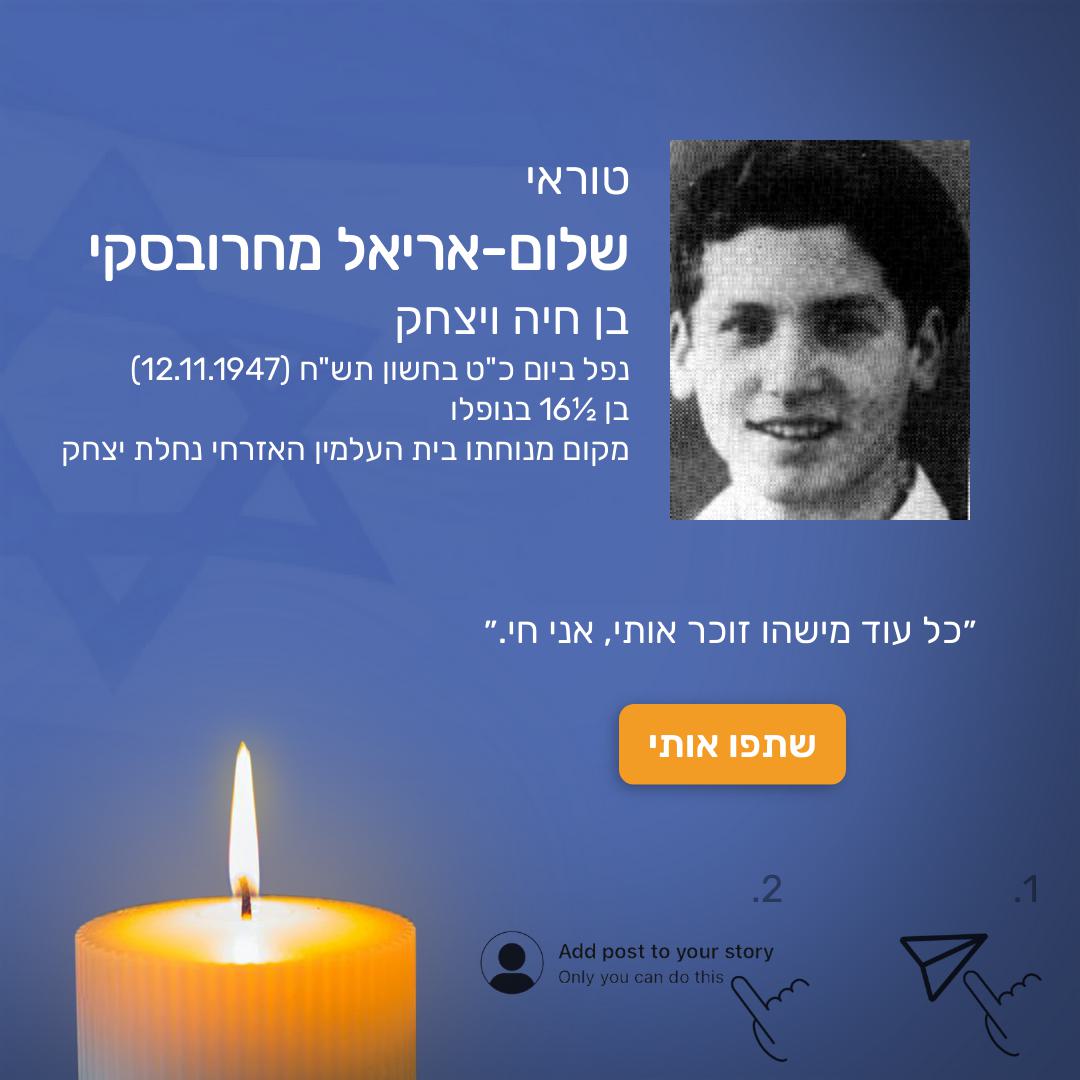 טוראי
שלום-אריאל מחרובסקי
בן חיה ויצחק
נפל ביום כ"ט בחשון תש"ח (12.11.1947)
בן 16½ בנופלו
מקום מנוחתו בית העלמין האזרחי נחלת יצחק
״כל עוד מישהו זוכר אותי, אני חי.״
שתפו אותי
1.
2.
Add post to your story
Only you can do this